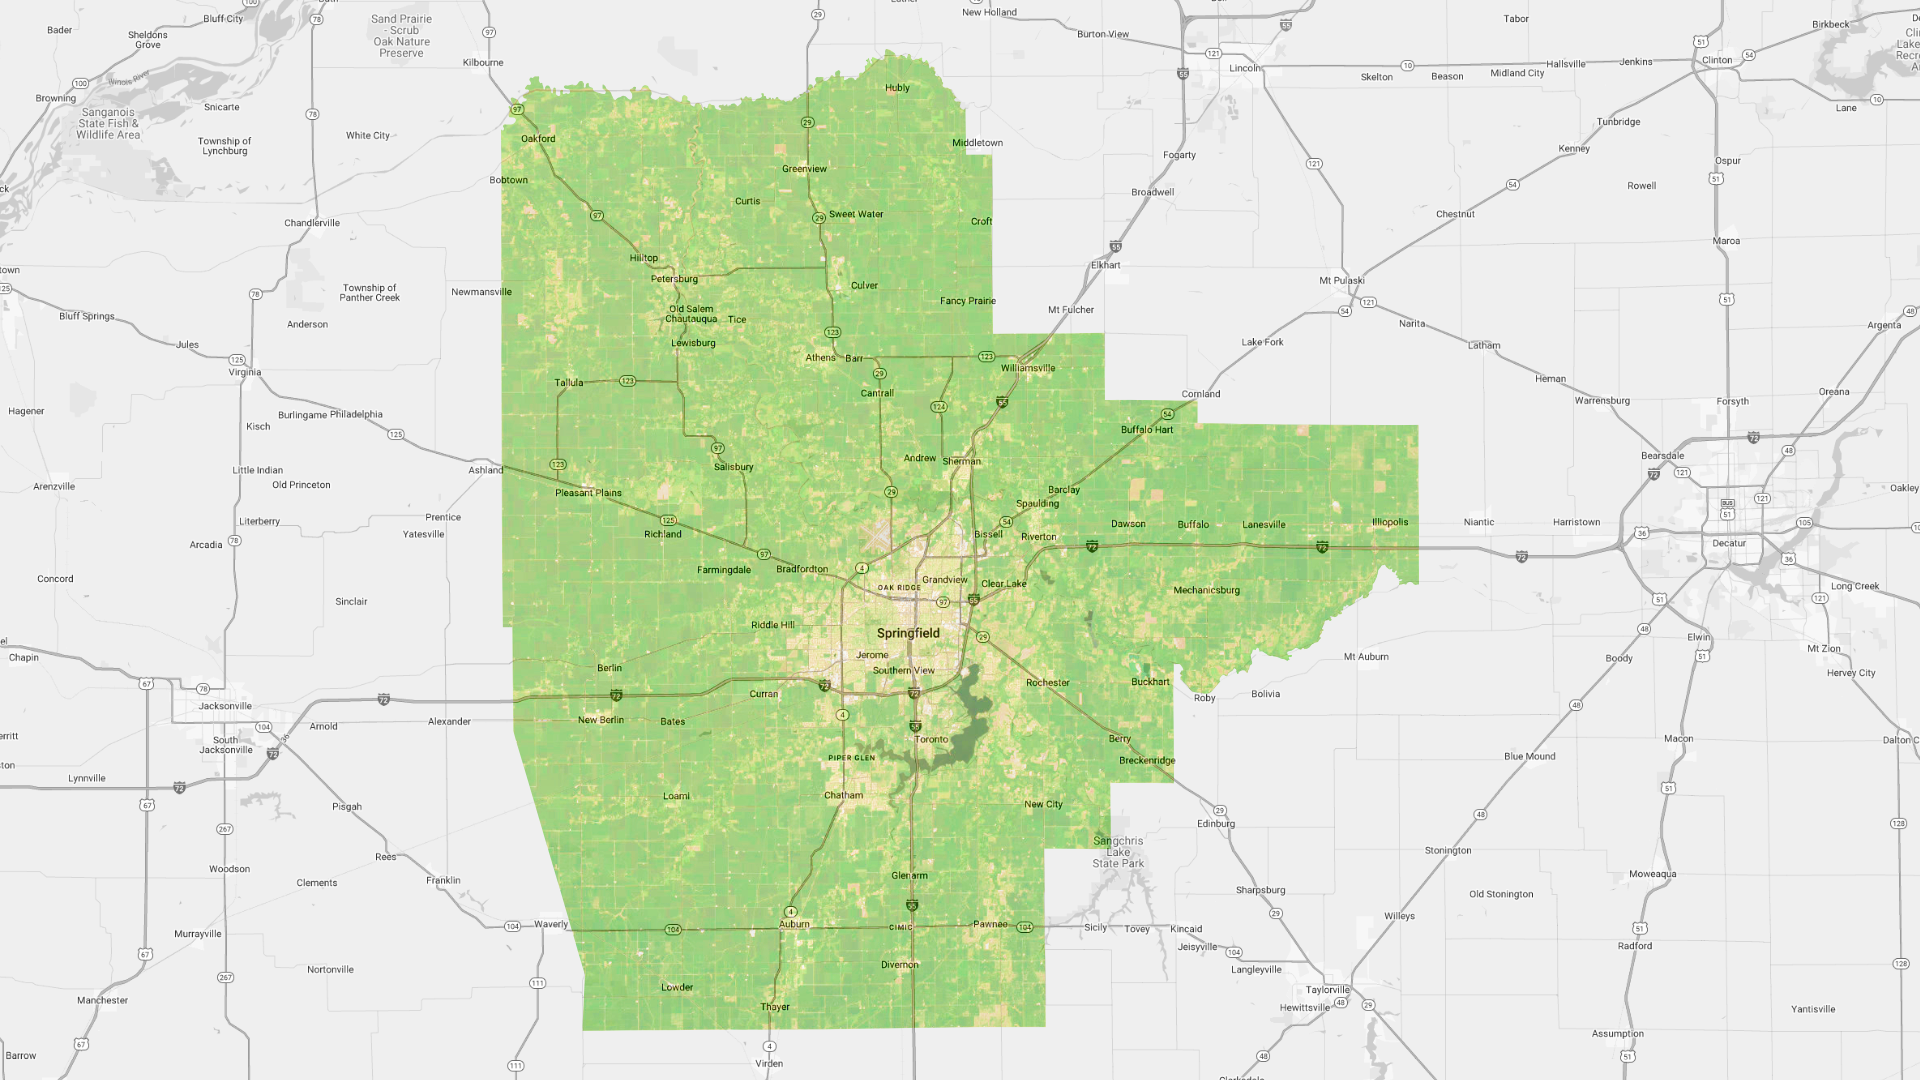 Bluff City
Bader
Sheldons
Grove
Sand Prairie
- Scrub
Oak Nature
Preserve
Kilbourne
New Holland
Burton View
Lincoln
Skelton
Beason
Midland City
Hallsville
Jenkins
Clinton
Tabor
Birkbeck
Lane
Browning
Illinois River
Snicarte
Sanganois
State Fish &
Wildlife Area
Township of
Lynchburg
White City
Oakford
Hubly
Middletown
Fogarty
Tunbridge
Kenney
Ospur
Bobtown
Greenview
Curtis
Sweet Water
Croft
Broadwell
Rowell
Chestnut
Chandlerville
Maroa
Hilltop
Petersburg
Culver
Elkhart
Mt Pulaski
Township of
Panther Creek
Newmansville
Old Salem
Chautauqua
Tice
Fancy Prairie
Mt Fulcher
Bluff Springs
Anderson
Narita
Argenta
Jules
Lewisburg
Athens
Barr
Williamsville
Lake Fork
Latham
Virginia
Tallula
Cantrall
Cornland
Heman
Warrensburg
Forsyth
Oreana
Hagener
Burlingame
Philadelphia
Kisch
Buffalo Hart
Bearsdale
Little Indian
Old Princeton
Ashland
Salisbury
Andrew
Sherman
Arenzville
Pleasant Plains
Barclay
Spaulding
Oakley
Literberry
Prentice
Yatesville
Richland
Bissell
Riverton
Dawson
Buffalo
Lanesville
Illiopolis
Niantic
Harristown
Decatur
Arcadia
Concord
Farmingdale
Bradfordton
OAK RIDGE
Grandview
Clear Lake
Mechanicsburg
Long Creek
Sinclair
Riddle Hill
Springfield
Elwin
Chapin
Berlin
Jerome
Southern View
Mt Auburn
Boody
Mt Zion
Hervey City
Jacksonville
Curran
Rochester
Buckhart
Roby
Bolivia
Arnold
Alexander
New Berlin
Bates
South
Jacksonville
Toronto
Berry
Macon
PIPER GLEN
Breckenridge
Blue Mound
Lynnville
Pisgah
Loami
Chatham
New City
Edinburg
Sangchris
Lake
State Park
Stonington
Rees
Woodson
Clements
Franklin
Glenarm
Sharpsburg
Old Stonington
Moweaqua
Waverly
Auburn
CIMIC
Pawnee
Sicily
Tovey
Kincaid
Willeys
Murrayville
Jeisyville
Radford
Nortonville
Divernon
Langleyville
Manchester
Lowder
Thayer
Taylorville
Hewittsville
Yantisville
Assumption
Barrow
Virden